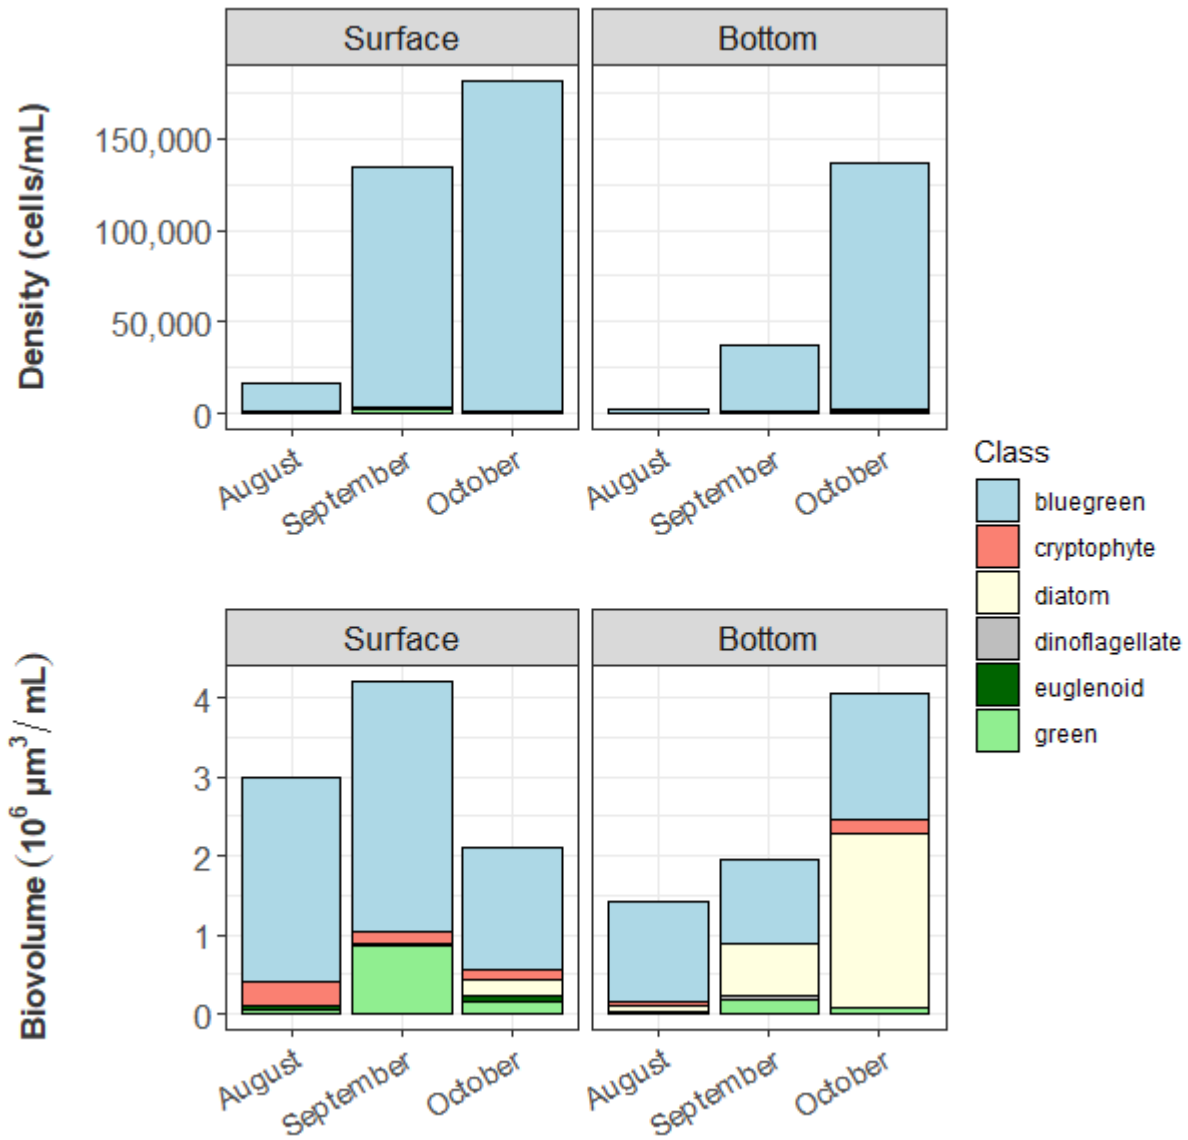 Surface
Bottom
Density (cells/mL)
150,000
100,000
50,000
0
August
September
October
August
September
October
Class
bluegreen
cryptophyte
diatom
dinoflagellate
euglenoid
green
Surface
Bottom
Biovolume (10⁶ µm³/mL)
4
3
2
1
0
August
September
October
August
September
October